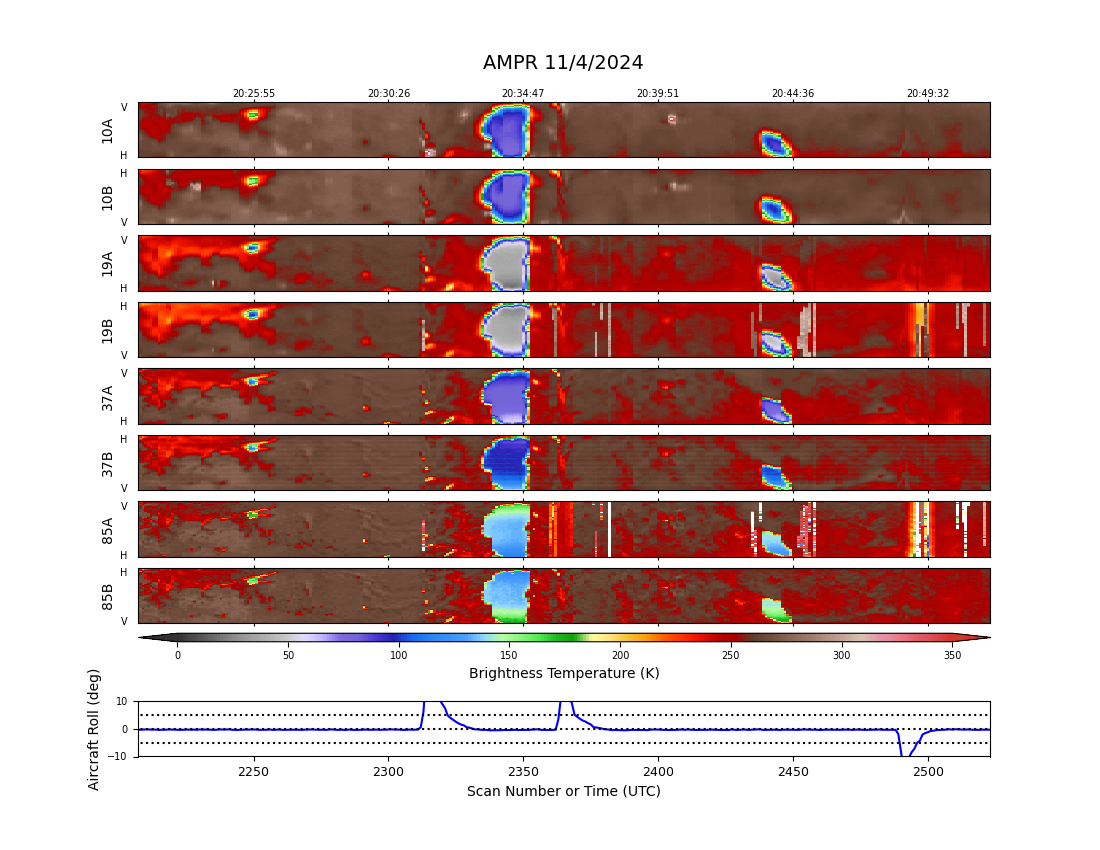 AMPR 11/4/2024
20:25:55 20:30:26 20:34:47 20:39:51 20:44:36 20:49:32
V
10A
H
H
10B
V
V
19A
H
H
19B
V
V
37A
H
H
37B
V
V
85A
H
H
85B
V
0 50 100 150 200 250 300 350
Brightness Temperature (K)
Aircraft Roll (deg)
10
0
−10
2250 2300 2350 2400 2450 2500
Scan Number or Time (UTC)